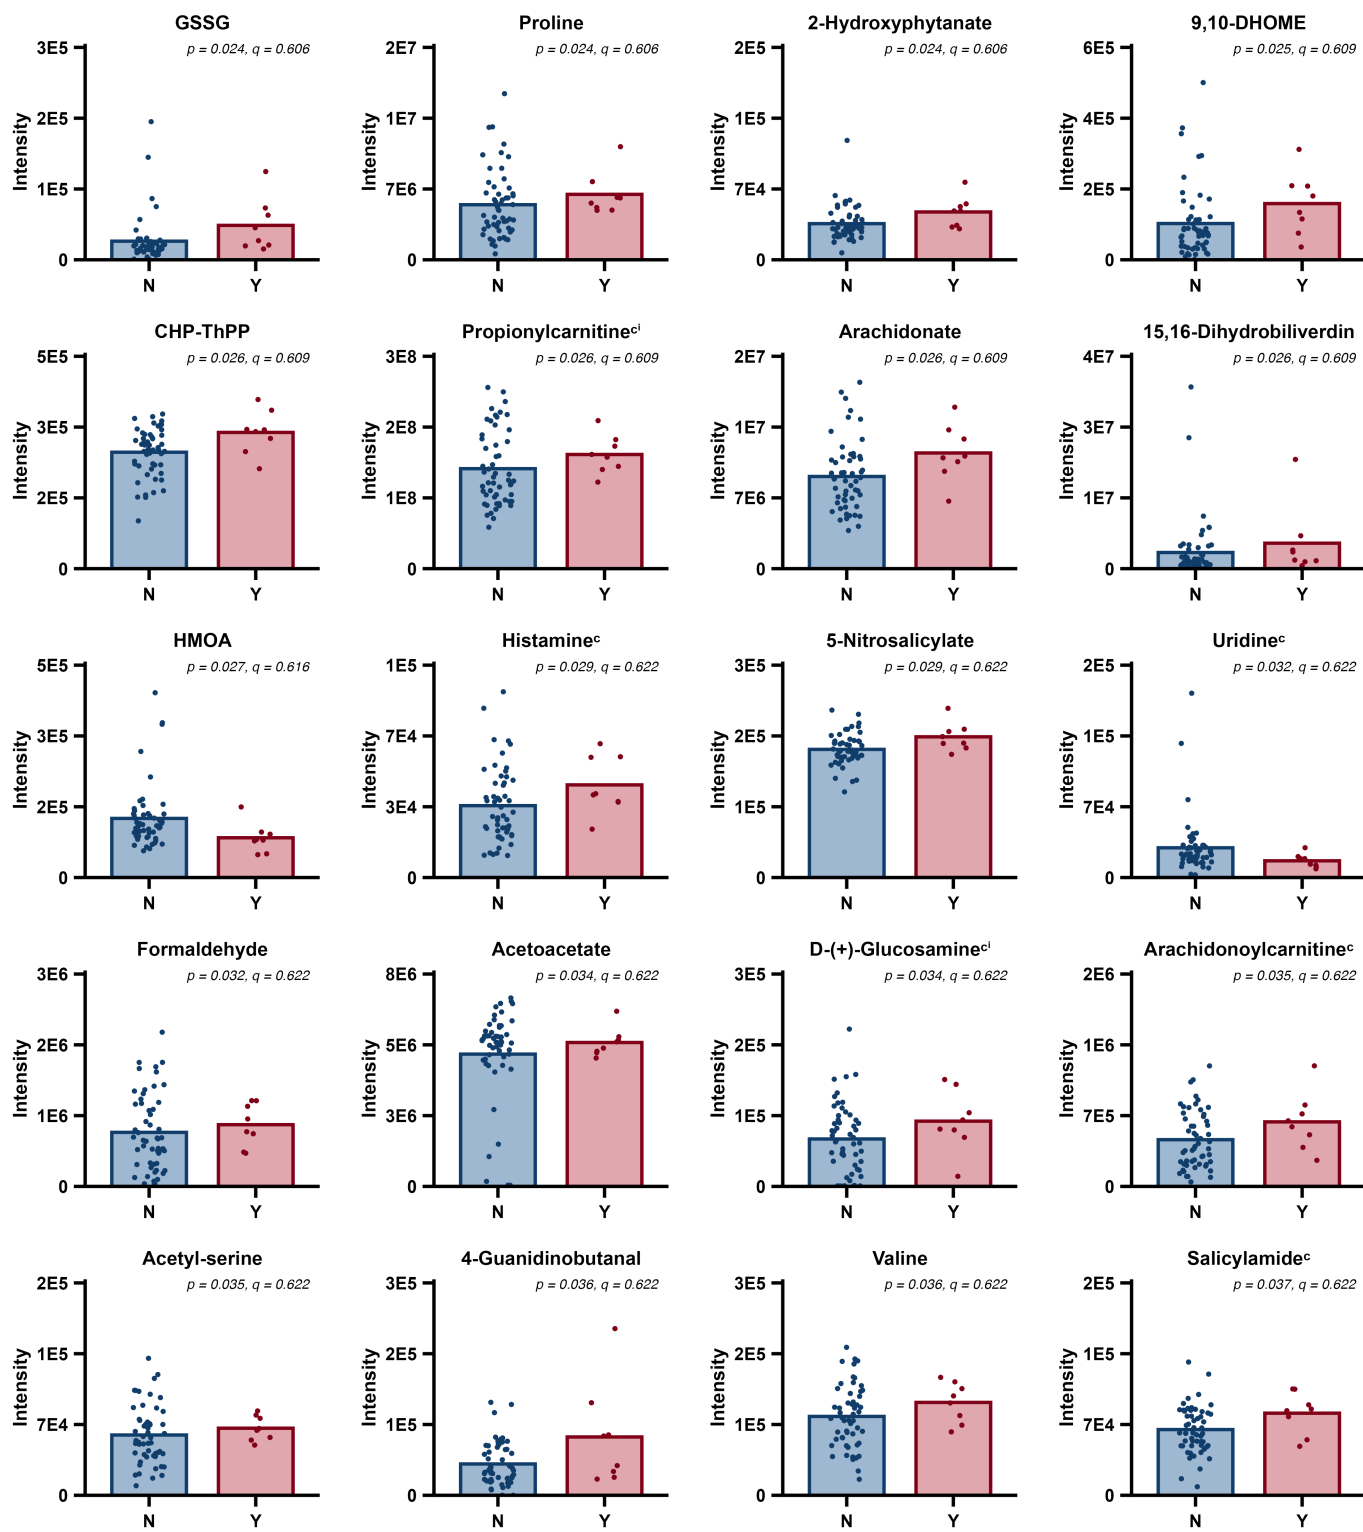 GSSG
p = 0.024, q = 0.606
Intensity
3E5
2E5
1E5
0
N Y
Proline
p = 0.024, q = 0.606
Intensity
2E7
1E7
7E6
0
N Y
2-Hydroxyphytanate
p = 0.024, q = 0.606
Intensity
2E5
1E5
7E4
0
N Y
9,10-DHOME
p = 0.025, q = 0.609
Intensity
6E5
4E5
2E5
0
N Y
CHP-ThPP
p = 0.026, q = 0.609
Intensity
5E5
3E5
2E5
0
N Y
Propionylcarnitineᶜⁱ
p = 0.026, q = 0.609
Intensity
3E8
2E8
1E8
0
N Y
Arachidonate
p = 0.026, q = 0.609
Intensity
2E7
1E7
7E6
0
N Y
15,16-Dihydrobiliverdin
p = 0.026, q = 0.609
Intensity
4E7
3E7
1E7
0
N Y
HMOA
p = 0.027, q = 0.616
Intensity
5E5
3E5
2E5
0
N Y
Histamineᶜ
p = 0.029, q = 0.622
Intensity
1E5
7E4
3E4
0
N Y
5-Nitrosalicylate
p = 0.029, q = 0.622
Intensity
3E5
2E5
1E5
0
N Y
Uridineᶜ
p = 0.032, q = 0.622
Intensity
2E5
1E5
7E4
0
N Y
Formaldehyde
p = 0.032, q = 0.622
Intensity
3E6
2E6
1E6
0
N Y
Acetoacetate
p = 0.034, q = 0.622
Intensity
8E6
5E6
3E6
0
N Y
D-(+)-Glucosamineᶜⁱ
p = 0.034, q = 0.622
Intensity
3E5
2E5
1E5
0
N Y
Arachidonoylcarnitineᶜ
p = 0.035, q = 0.622
Intensity
2E6
1E6
7E5
0
N Y
Acetyl-serine
p = 0.035, q = 0.622
Intensity
2E5
1E5
7E4
0
N Y
4-Guanidinobutanal
p = 0.036, q = 0.622
Intensity
3E5
2E5
1E5
0
N Y
Valine
p = 0.036, q = 0.622
Intensity
3E5
2E5
1E5
0
N Y
Salicylamideᶜ
p = 0.037, q = 0.622
Intensity
2E5
1E5
7E4
0
N Y